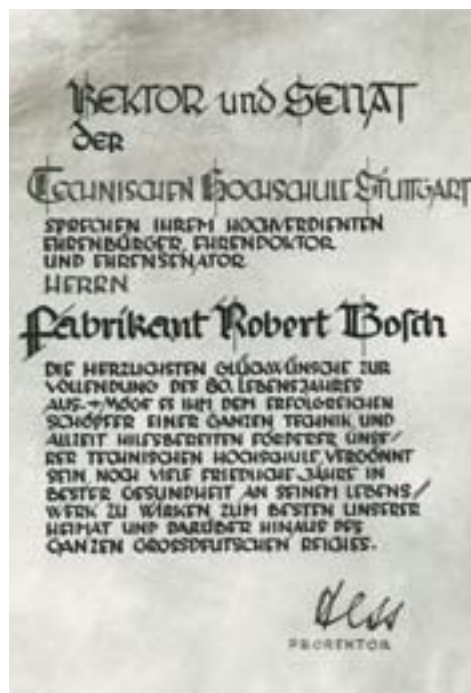 REKTOR und SENAT
DER
TECHNISCHEN HOCHSCHULE STUTTGART
SPRECHEN IHREM HOCHVERDIENTEN
EHRENBÜRGER, EHRENDOKTOR
UND EHRENSENATOR
HERRN
Fabrikant Robert Bosch
DIE HERZLICHSTEN GLÜCKWÜNSCHE ZUR
VOLLENDUNG DES 80. LEBENSJAHRES
AUS. MÖGE ES IHM DEM ERFOLGREICHEN
SCHÖPFER EINER GANZEN TECHNIK UND
ALLZEIT HILFSBEREITEN FÖRDERER UNSE/
RER TECHNISCHEN HOCHSCHULE VERGÖNNT
SEIN NOCH VIELE FRIEDLICHE JAHRE IN
BESTER GESUNDHEIT AN SEINEM LEBENS/
WERK ZU WIRKEN ZUM BESTEN UNSERER
HEIMAT UND DARÜBER HINAUS DES
GANZEN GROSSDEUTSCHEN REICHES.
Hess
PROREKTOR